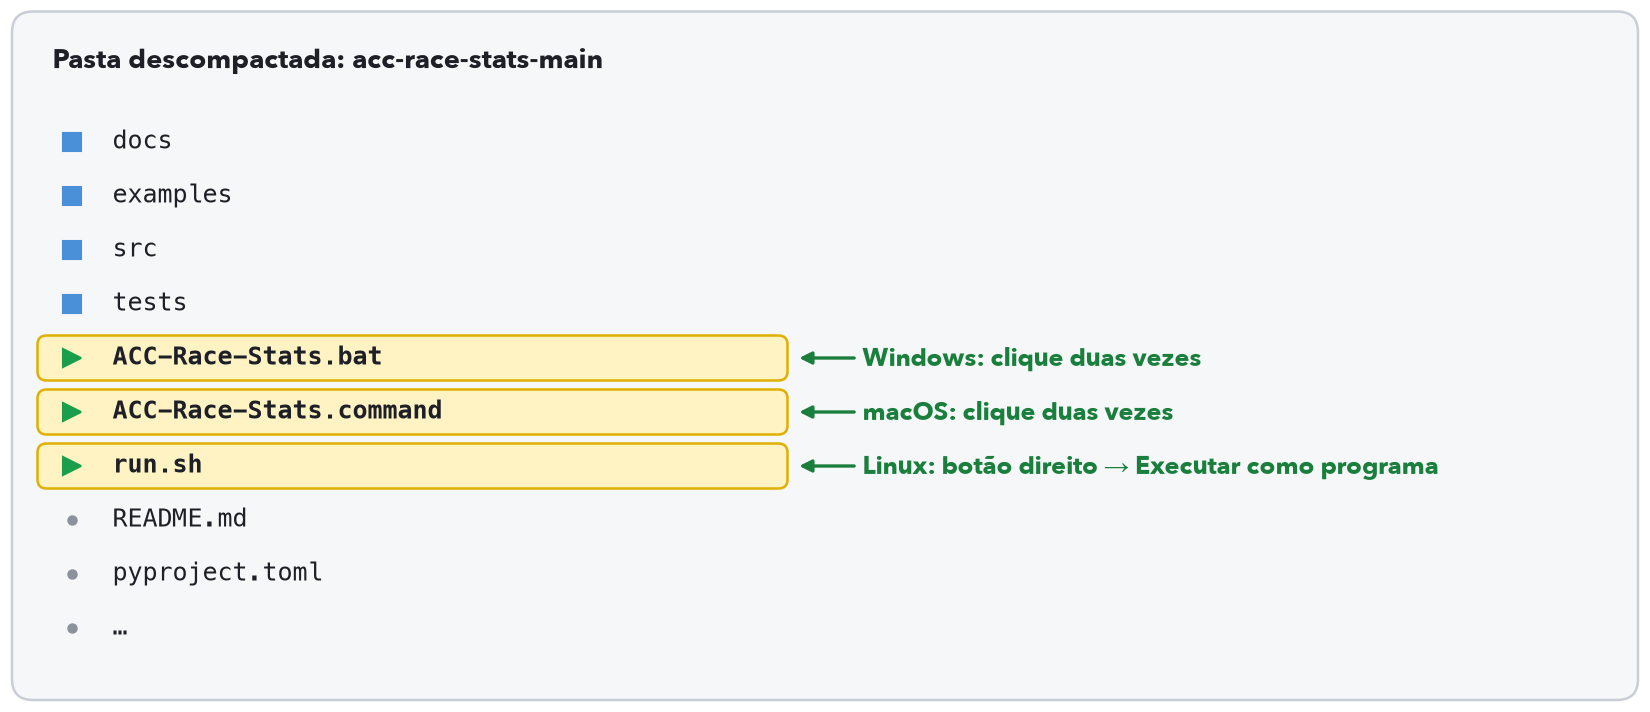 Pasta descompactada: acc-race-stats-main
docs
examples
src
tests
ACC-Race-Stats.bat Windows: clique duas vezes
ACC-Race-Stats.command macOS: clique duas vezes
run.sh Linux: botão direito → Executar como programa
README.md
pyproject.toml
…